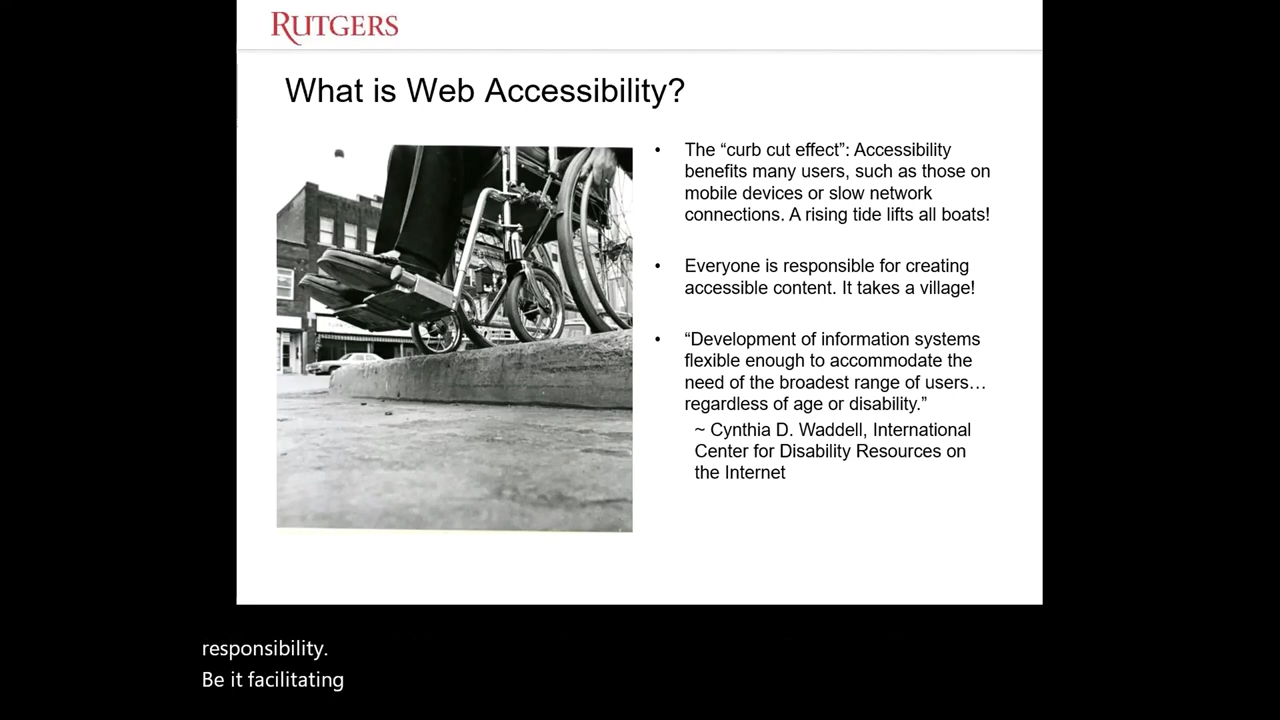 RUTGERS
What is Web Accessibility?
• The “curb cut effect”: Accessibility
benefits many users, such as those on
mobile devices or slow network
connections. A rising tide lifts all boats!
• Everyone is responsible for creating
accessible content. It takes a village!
• “Development of information systems
flexible enough to accommodate the
need of the broadest range of users…
regardless of age or disability.”
~ Cynthia D. Waddell, International
Center for Disability Resources on
the Internet
responsibility.
Be it facilitating